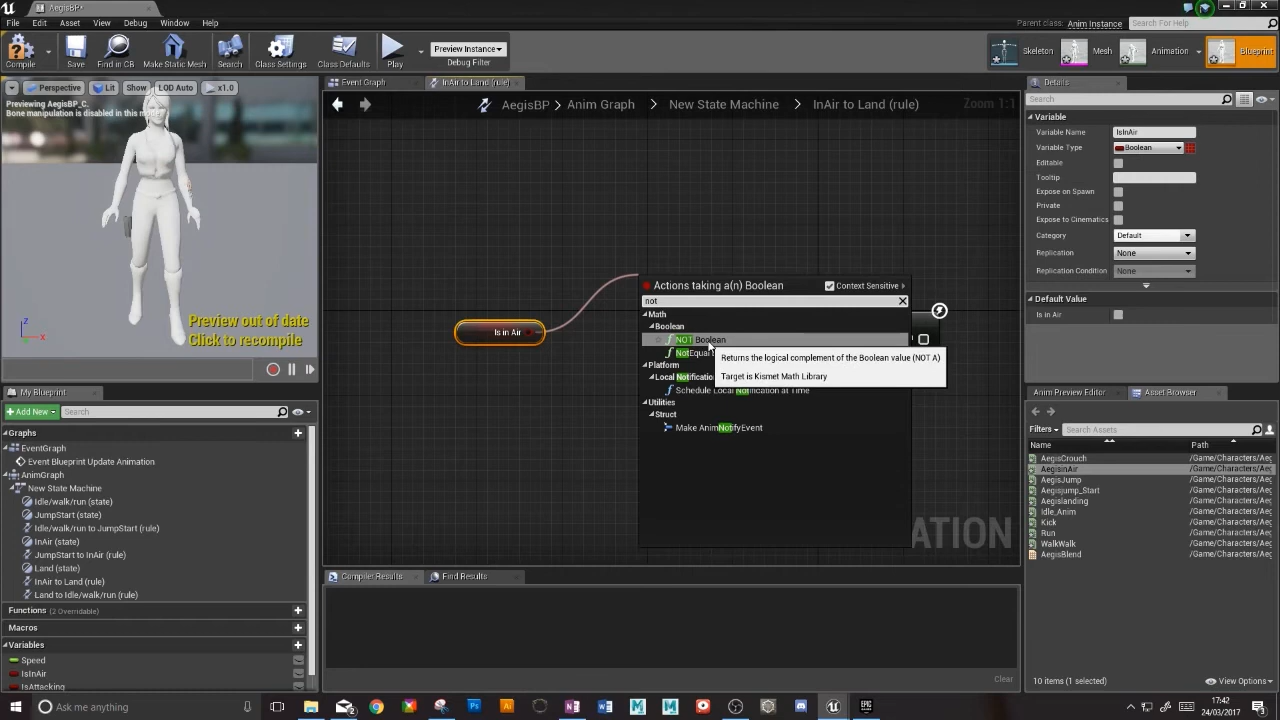 AegisBP*
File Edit Asset View Debug Window Help
Parent class: Anim Instance Search For Help
Compile Save Find in CB Make Static Mesh Search Class Settings Class Defaults Play Preview Instance Debug Filter Skeleton Mesh Animation Blueprint
Event Graph InAir to Land (rule) Details
Perspective Lit Show LOD Auto x1.0
Previewing AegisBP_C.
Bone manipulation is disabled in this mode.
AegisBP Anim Graph New State Machine InAir to Land (rule) Zoom 1:1
Search
Variable
Variable Name IsInAir
Variable Type Boolean
Editable
Tooltip
Expose on Spawn
Private
Expose to Cinematics
Category Default
Replication None
Replication Condition None
Default Value
Is in Air
Is in Air
Actions taking a(n) Boolean Context Sensitive
not
Math
Boolean
NOT Boolean
NotEqual
Returns the logical complement of the Boolean value (NOT A)
Target is Kismet Math Library
Platform
Local Notificatio
Schedule Local Notification at Time
Utilities
Struct
Make AnimNotifyEvent
ATION
Preview out of date
Click to recompile
Z
X
My Blueprint
Add New Search
Graphs
EventGraph
Event Blueprint Update Animation
AnimGraph
New State Machine
Idle/walk/run (state)
JumpStart (state)
Idle/walk/run to JumpStart (rule)
InAir (state)
JumpStart to InAir (rule)
Land (state)
InAir to Land (rule)
Land to Idle/walk/run (rule)
Functions (2 Overridable)
Macros
Variables
Speed
IsInAir
IsAttacking
Compiler Results Find Results
Clear
Anim Preview Editor Asset Browser
Filters Search Assets
Name Path
AegisCrouch /Game/Characters/Aeg
AegisinAir /Game/Characters/Aeg
AegisJump /Game/Characters/Aeg
Aegisjump_Start /Game/Characters/Aeg
Aegislanding /Game/Characters/Aeg
Idle_Anim /Game/Characters/Aeg
Kick /Game/Characters/Aeg
Run /Game/Characters/Aeg
WalkWalk /Game/Characters/Aeg
AegisBlend /Game/Characters/Aeg
10 items (1 selected) View Options
Ask me anything
17:42
24/03/2017